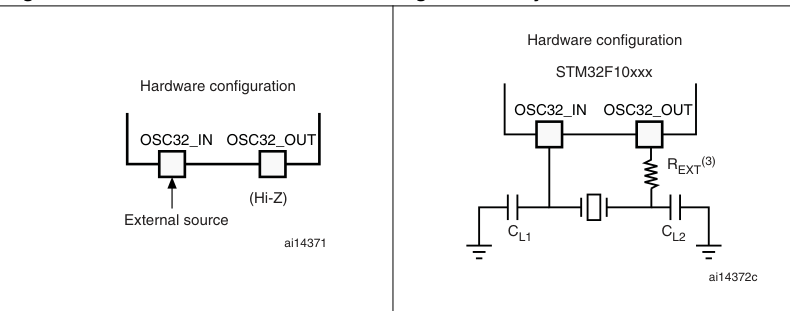 Hardware configuration
OSC32_IN OSC32_OUT
(Hi-Z)
External source
ai14371
Hardware configuration
STM32F10xxx
OSC32_IN OSC32_OUT
REXT(3)
CL1
CL2
ai14372c